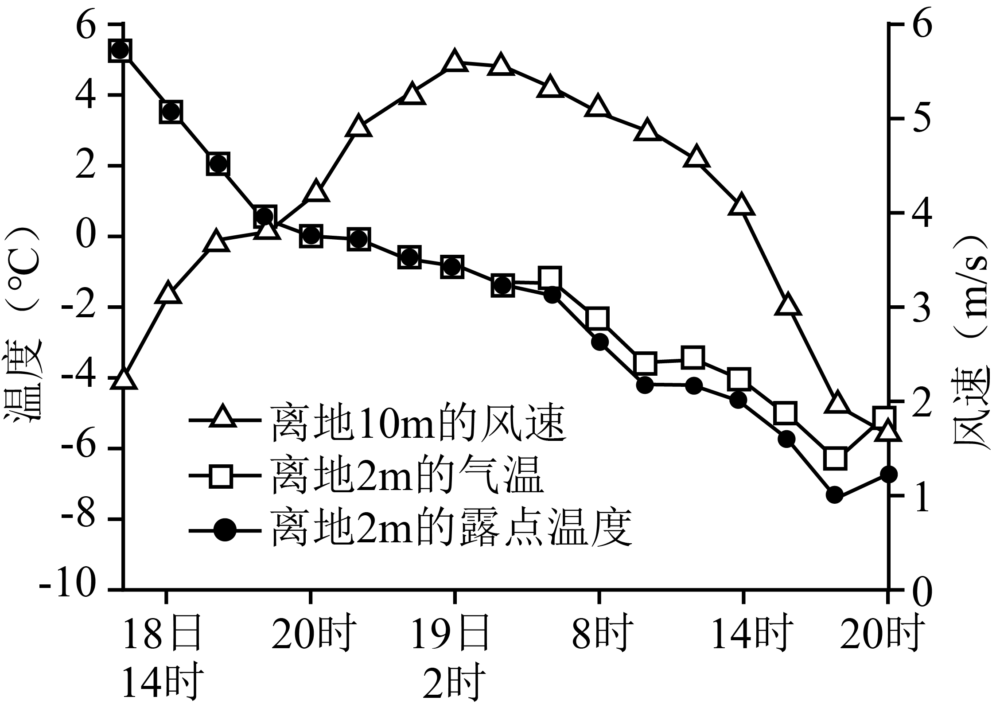 6
4
2
0
-2
-4
-6
-8
-10
温度（°C）
6
5
4
3
2
1
0
风速（m/s）
离地10m的风速
离地2m的气温
离地2m的露点温度
18日
14时
20时
19日
2时
8时
14时
20时